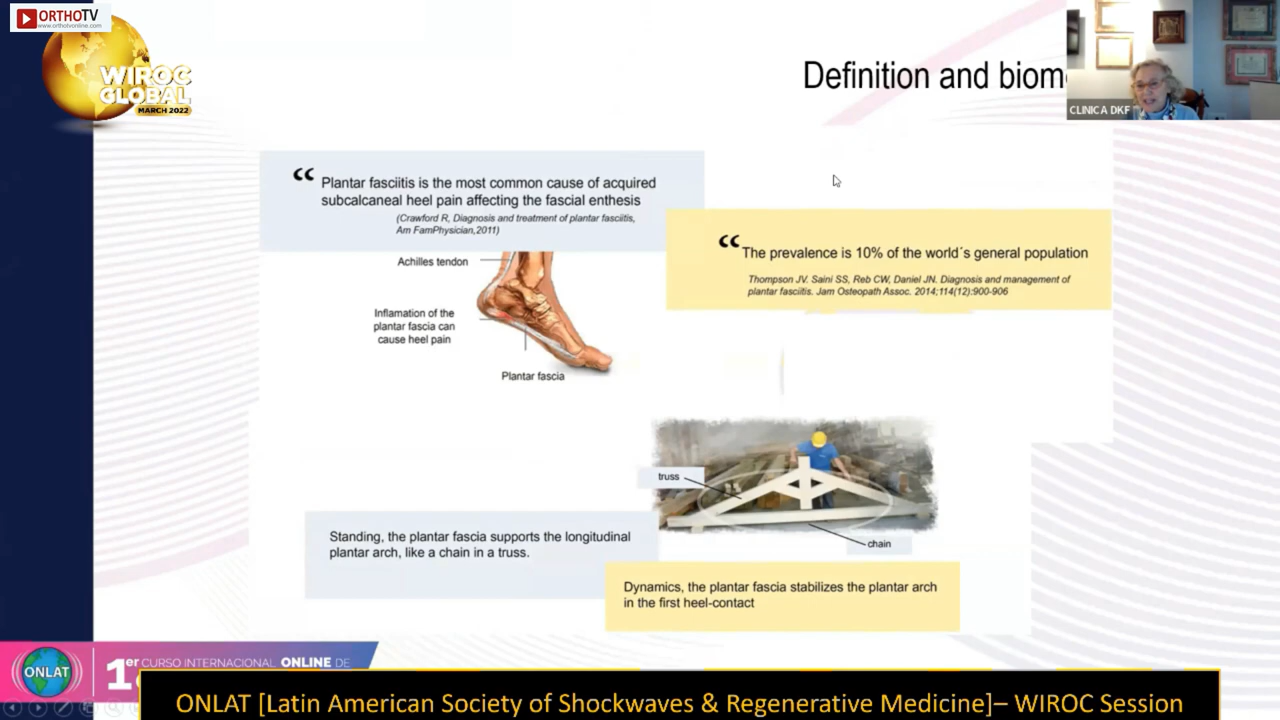 ORTHOTV
www.orthotvonline.com
WIROC
GLOBAL
MARCH 2022
Definition and biom
CLINICA DKF
“ Plantar fasciitis is the most common cause of acquired
subcalcaneal heel pain affecting the fascial enthesis
(Crawford R, Diagnosis and treatment of plantar fasciitis,
Am FamPhysician,2011)
“ The prevalence is 10% of the world´s general population
Thompson JV. Saini SS, Reb CW, Daniel JN. Diagnosis and management of
plantar fasciitis. Jam Osteopath Assoc. 2014;114(12):900-906
Achilles tendon
Inflamation of the
plantar fascia can
cause heel pain
Plantar fascia
truss
chain
Standing, the plantar fascia supports the longitudinal
plantar arch, like a chain in a truss.
Dynamics, the plantar fascia stabilizes the plantar arch
in the first heel-contact
ONLAT
1er CURSO INTERNACIONAL ONLINE DE
ONLAT [Latin American Society of Shockwaves & Regenerative Medicine]– WIROC Session